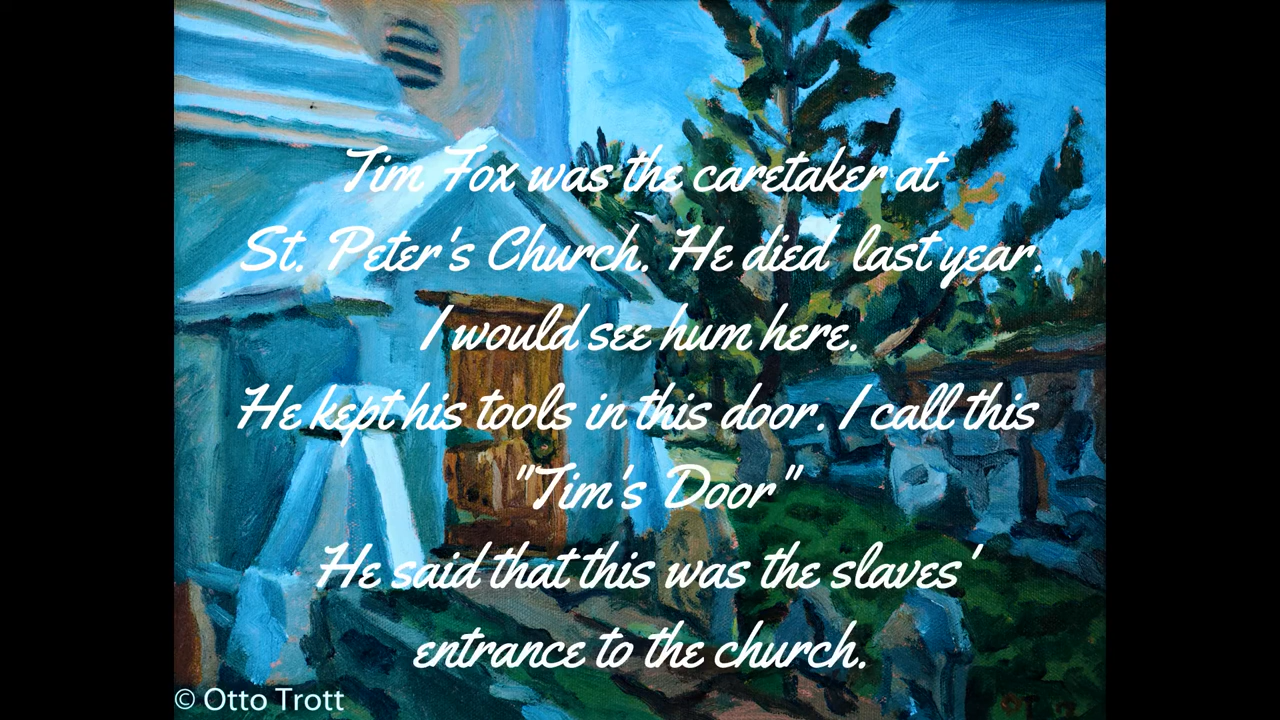 Tim Fox was the caretaker at
St. Peter's Church. He died last year.
I would see hum here.
He kept his tools in this door. I call this
"Tim's Door"
He said that this was the slaves'
entrance to the church.
© Otto Trott